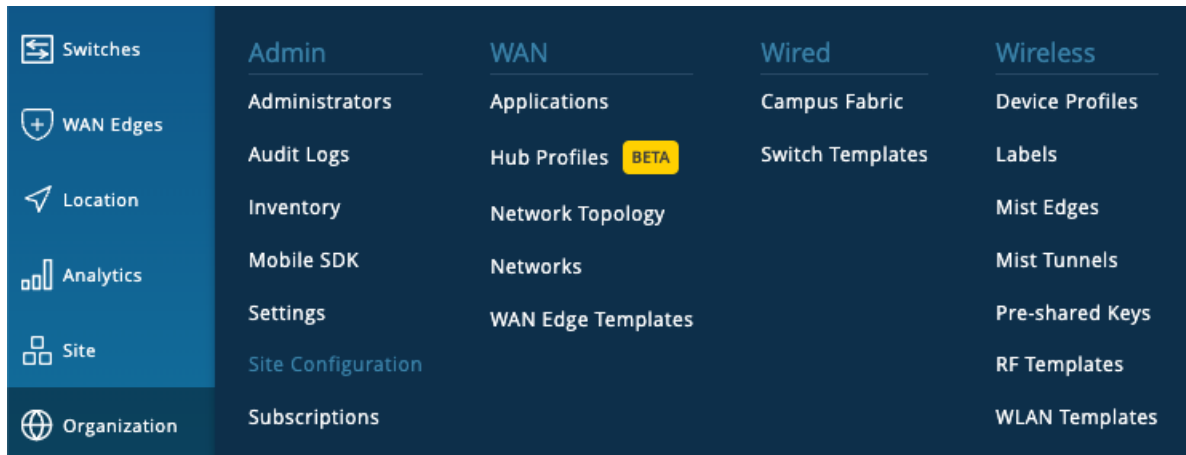 Switches
WAN Edges
Location
Analytics
Site
Organization
Admin
Administrators
Audit Logs
Inventory
Mobile SDK
Settings
Site Configuration
Subscriptions
WAN
Applications
Hub Profiles BETA
Network Topology
Networks
WAN Edge Templates
Wired
Campus Fabric
Switch Templates
Wireless
Device Profiles
Labels
Mist Edges
Mist Tunnels
Pre-shared Keys
RF Templates
WLAN Templates